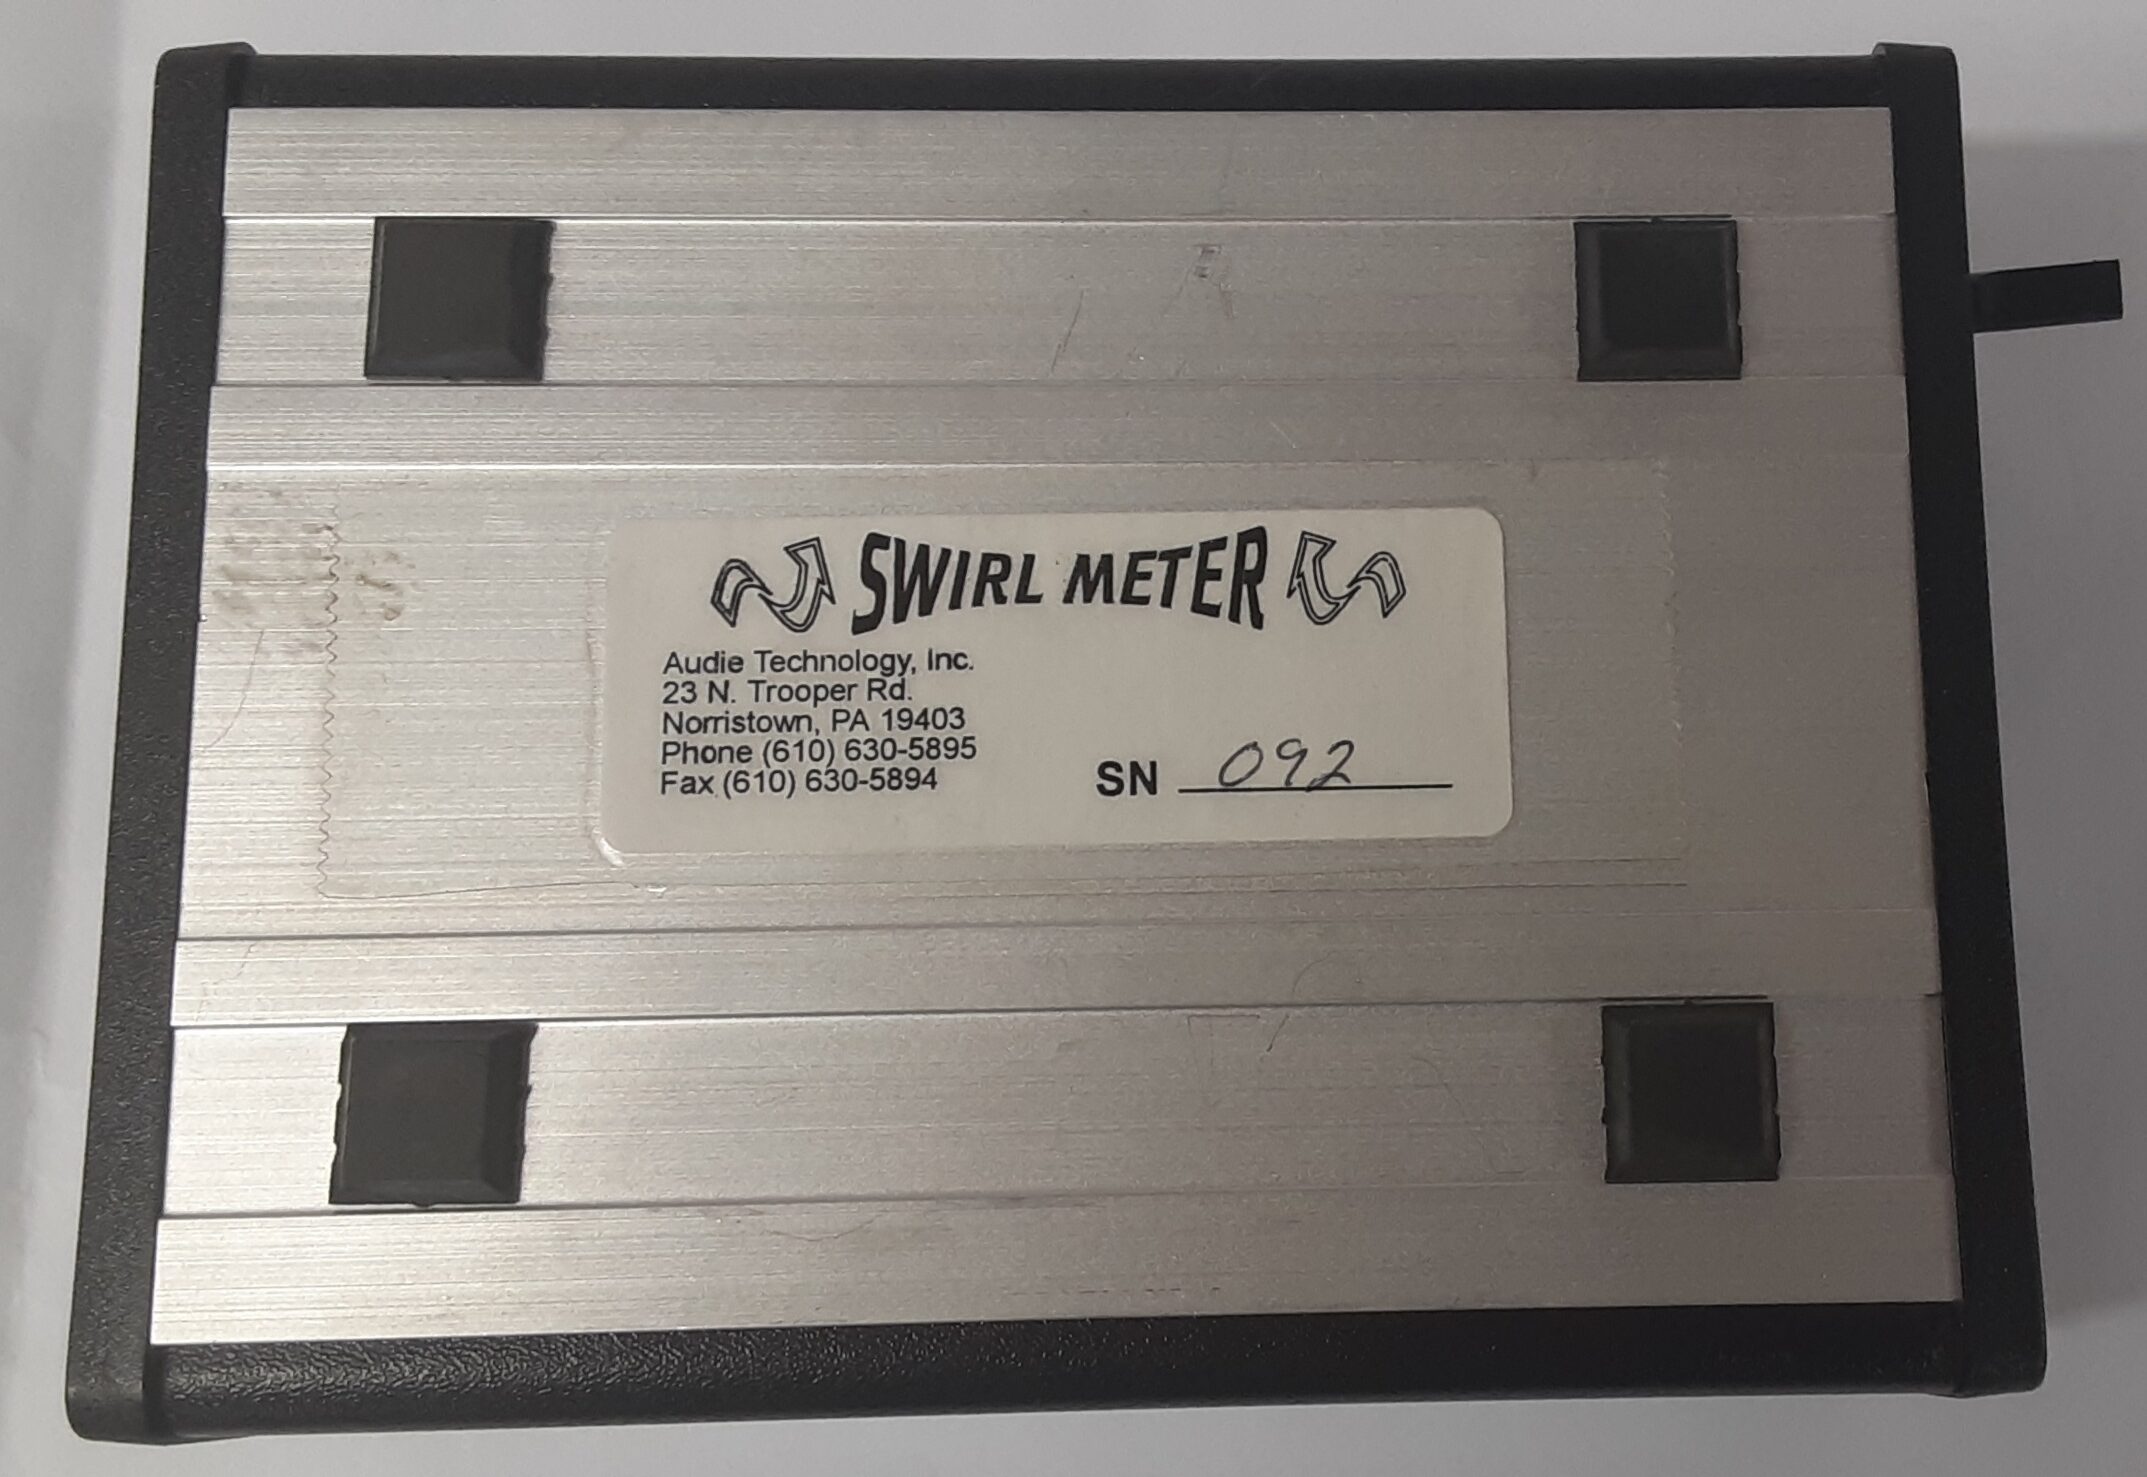 SWIRL METER
Audie Technology, Inc.
23 N. Trooper Rd.
Norristown, PA 19403
Phone (610) 630-5895
Fax (610) 630-5894
SN 092